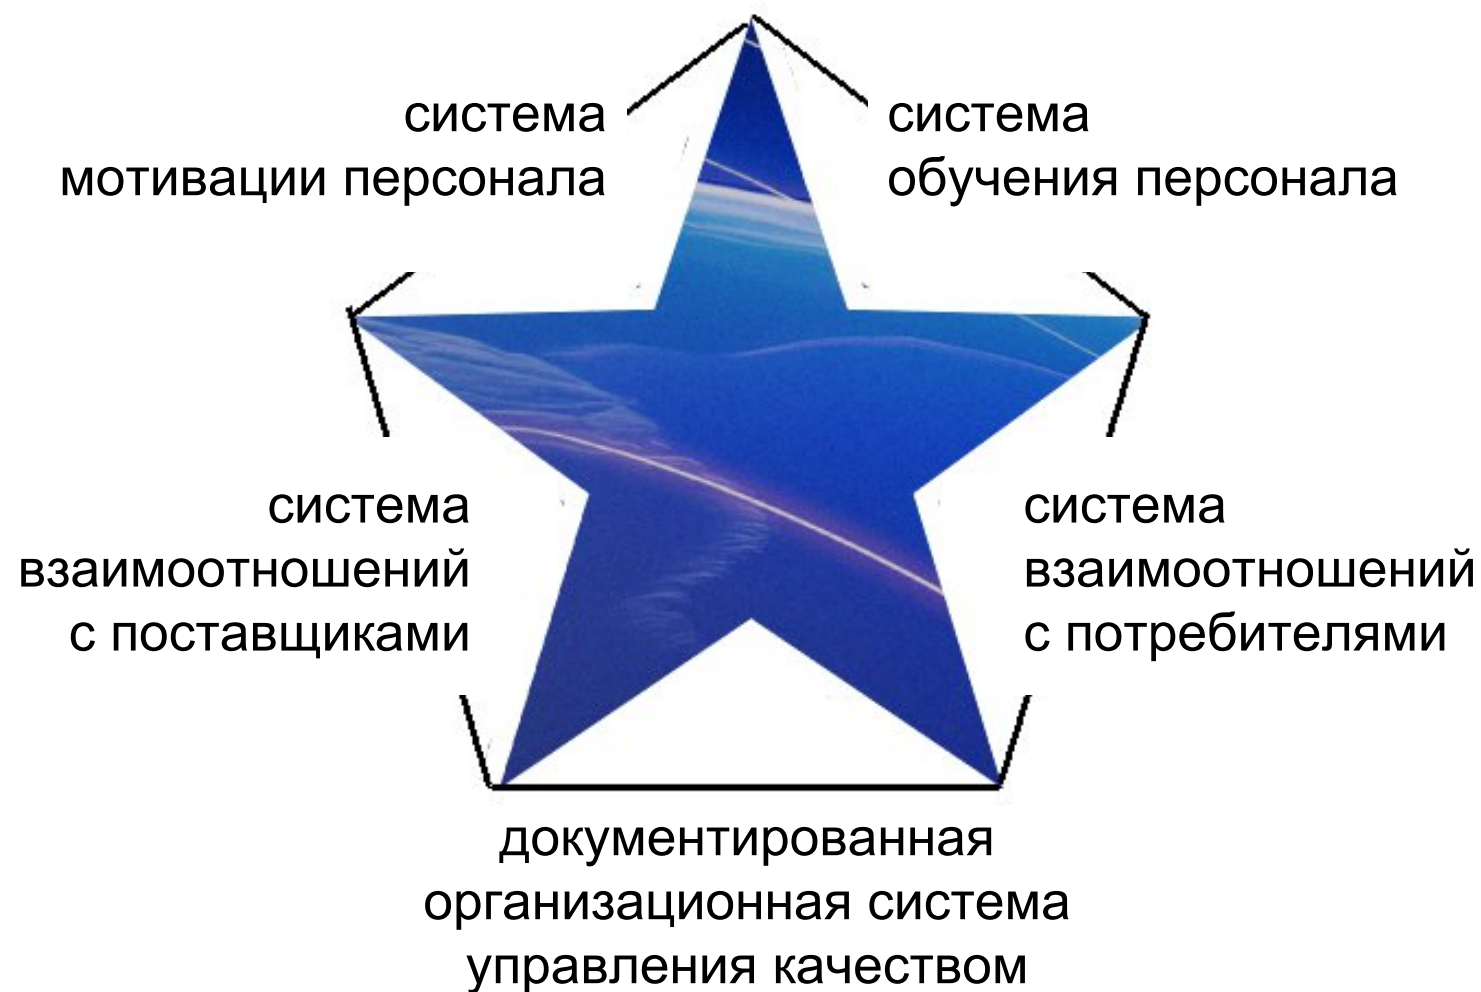 система
мотивации персонала
система
обучения персонала
система
взаимоотношений
с поставщиками
система
взаимоотношений
с потребителями
документированная
организационная система
управления качеством